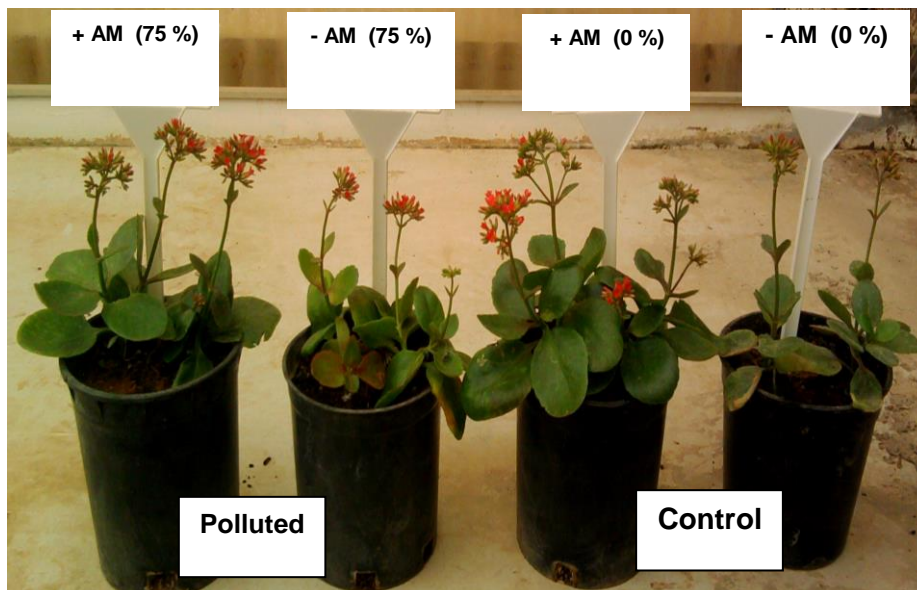 + AM (75 %)
- AM (75 %)
+ AM (0 %)
- AM (0 %)
Polluted
Control